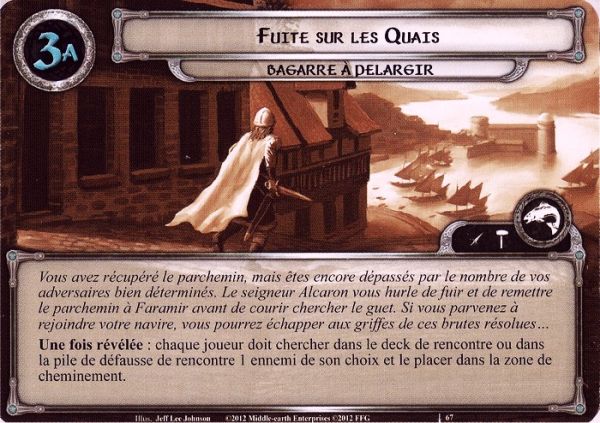 3A
Fuite sur les Quais
Bagarre à Pelargir
Vous avez récupéré le parchemin, mais êtes encore dépassés par le nombre de vos
adversaires bien déterminés. Le seigneur Alcaron vous hurle de fuir et de remettre
le parchemin à Faramir avant de courir chercher le guet. Si vous parvenez à
rejoindre votre navire, vous pourrez échapper aux griffes de ces brutes résolues…
Une fois révélée : chaque joueur doit chercher dans le deck de rencontre ou dans
la pile de défausse de rencontre 1 ennemi de son choix et le placer dans la zone de
cheminement.
Illus. Jeff Lee Johnson ©2012 Middle-earth Enterprises ©2012 FFG 67